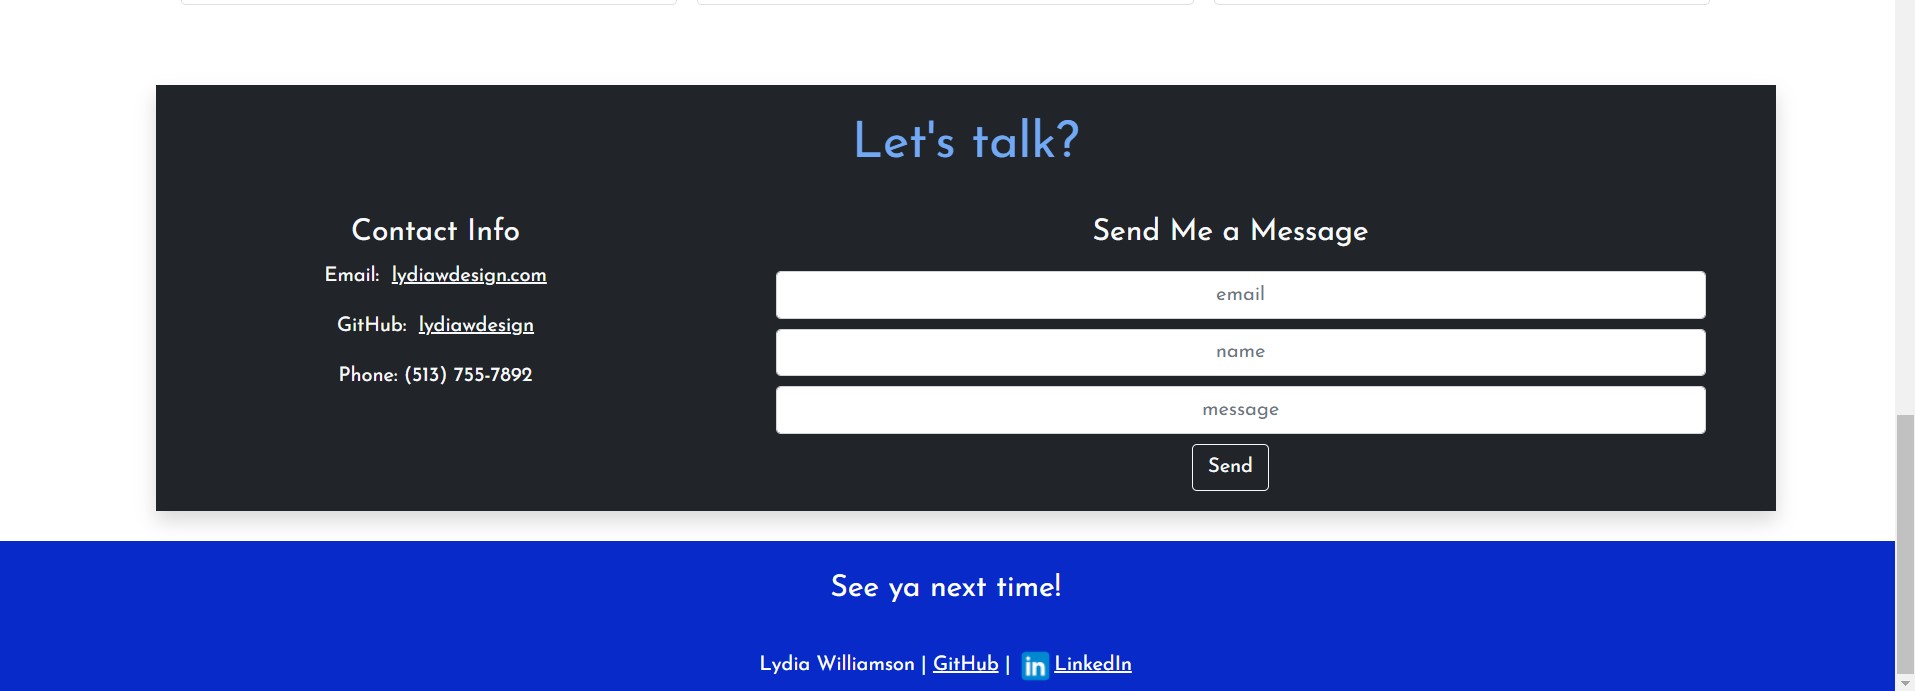 Let's talk?
Contact Info
Email: lydiawdesign.com
GitHub: lydiawdesign
Phone: (513) 755-7892
Send Me a Message
email
name
message
Send
See ya next time!
Lydia Williamson | GitHub | in LinkedIn